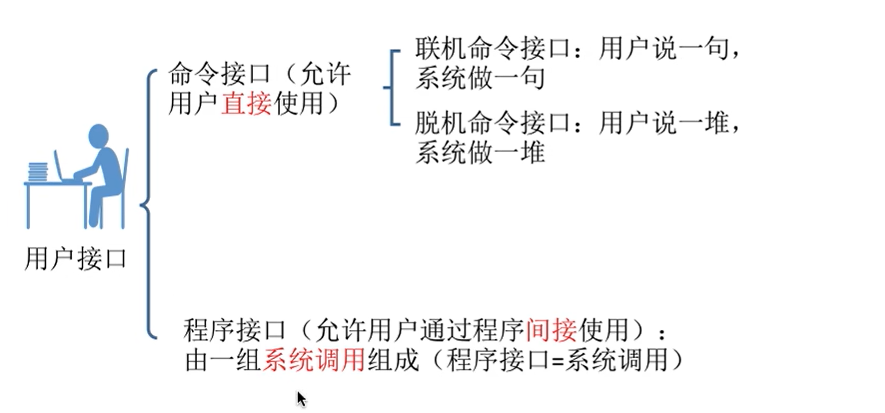 命令接口（允许
用户直接使用）
联机命令接口：用户说一句，
系统做一句
脱机命令接口：用户说一堆，
系统做一堆
用户接口
程序接口（允许用户通过程序间接使用）：
由一组系统调用组成（程序接口=系统调用）